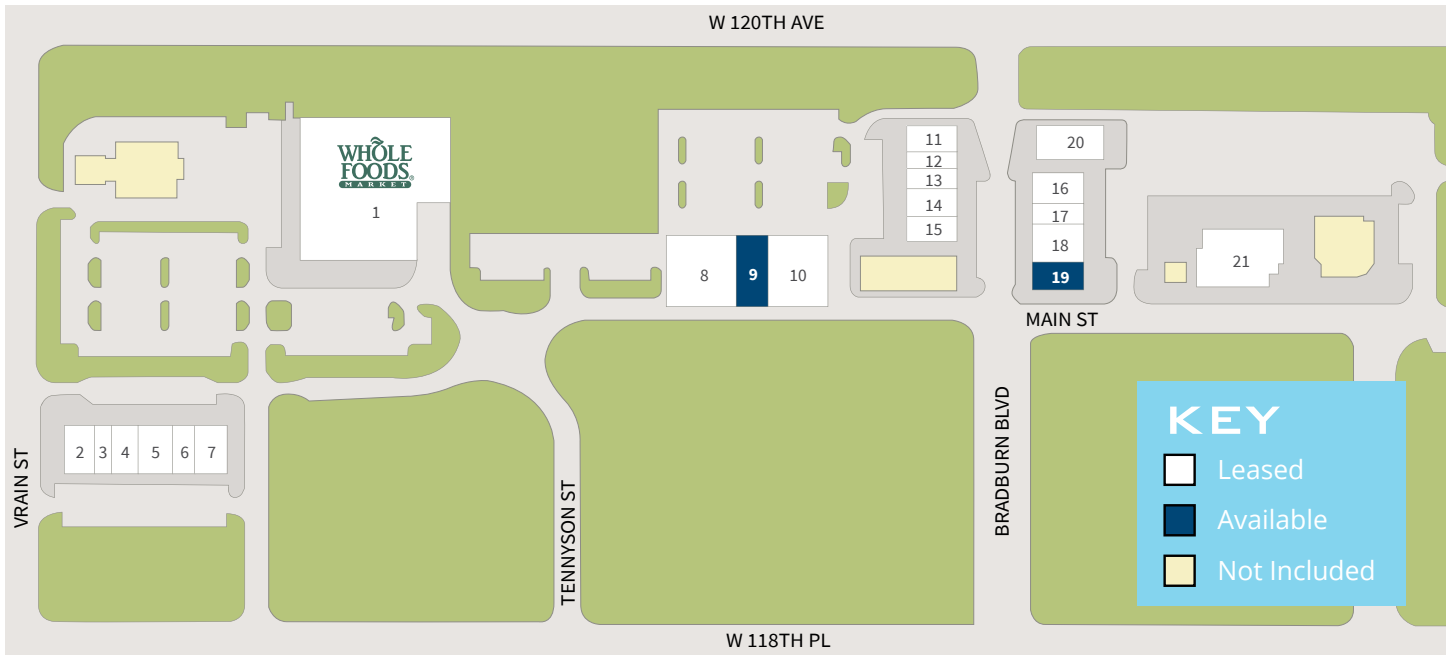 W 120TH AVE
WHOLE
FOODS®
MARKET
1
2 3 4 5 6 7
8 9 10
11
12
13
14
15
20
16
17
18
19
21
MAIN ST
VRAIN ST
TENNYSON ST
BRADBURN BLVD
W 118TH PL
KEY
Leased
Available
Not Included